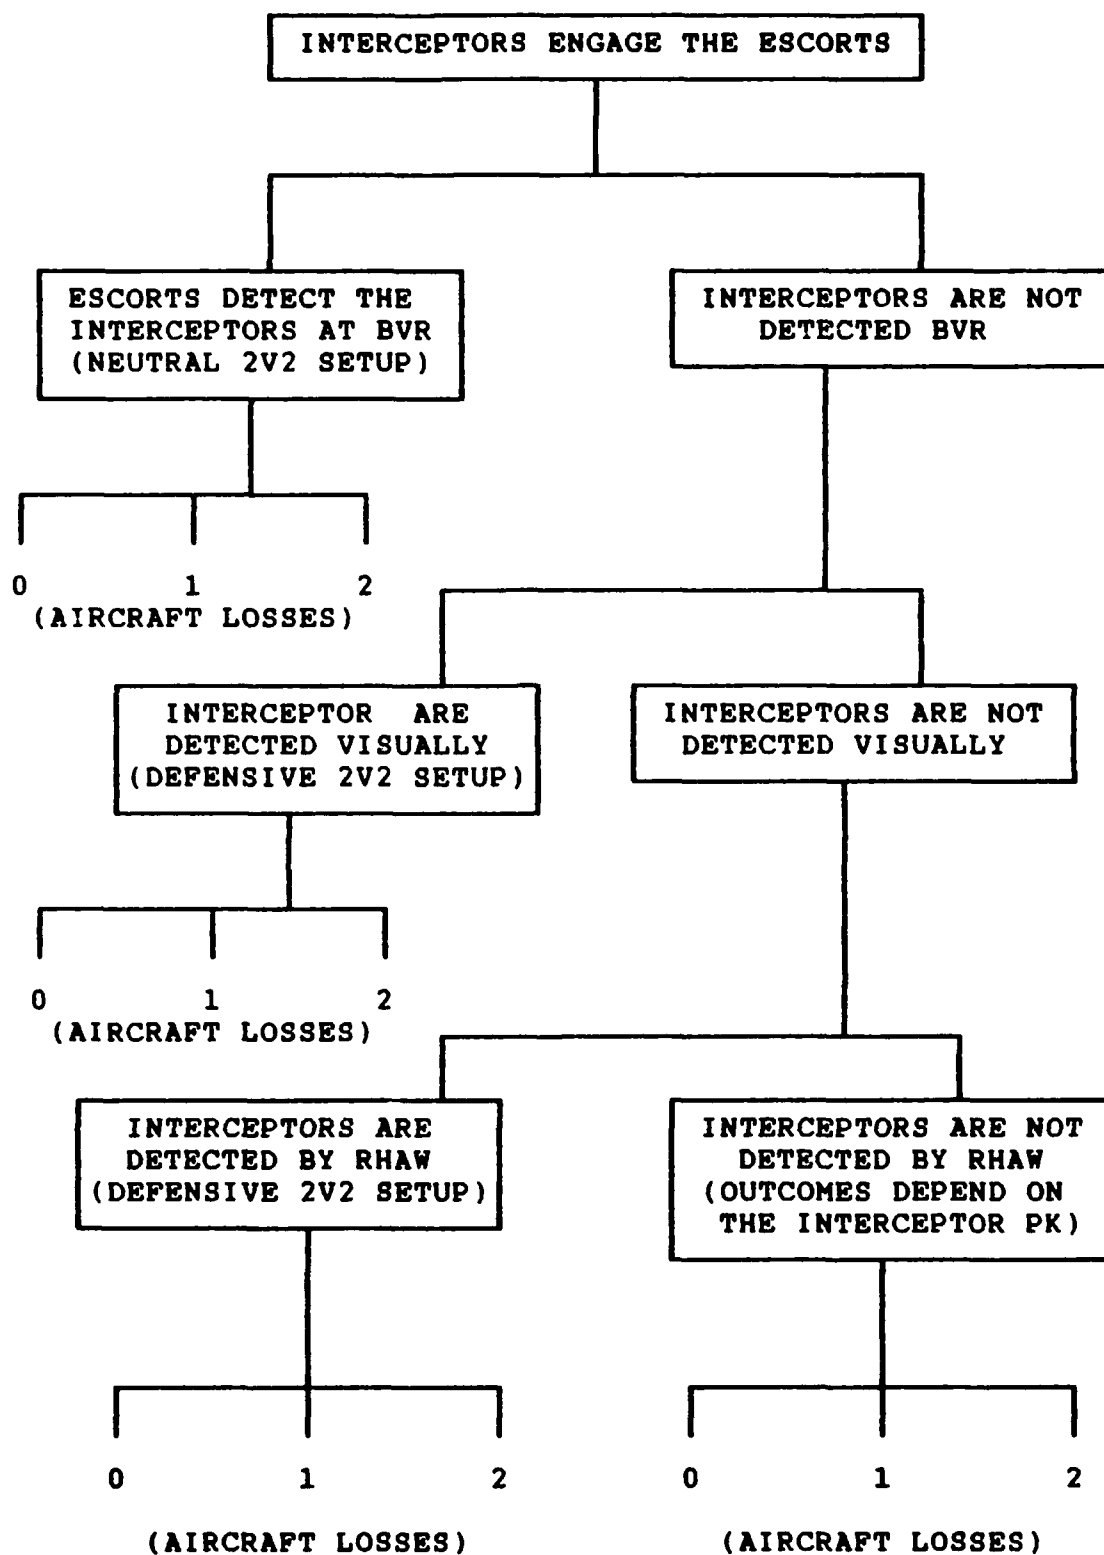 INTERCEPTORS ENGAGE THE ESCORTS
ESCORTS DETECT THE
INTERCEPTORS AT BVR
(NEUTRAL 2V2 SETUP)
INTERCEPTORS ARE NOT
DETECTED BVR
0 1 2
(AIRCRAFT LOSSES)
INTERCEPTOR ARE
DETECTED VISUALLY
(DEFENSIVE 2V2 SETUP)
INTERCEPTORS ARE NOT
DETECTED VISUALLY
0 1 2
(AIRCRAFT LOSSES)
INTERCEPTORS ARE
DETECTED BY RHAW
(DEFENSIVE 2V2 SETUP)
INTERCEPTORS ARE NOT
DETECTED BY RHAW
(OUTCOMES DEPEND ON
THE INTERCEPTOR PK)
0 1 2
(AIRCRAFT LOSSES)
0 1 2
(AIRCRAFT LOSSES)